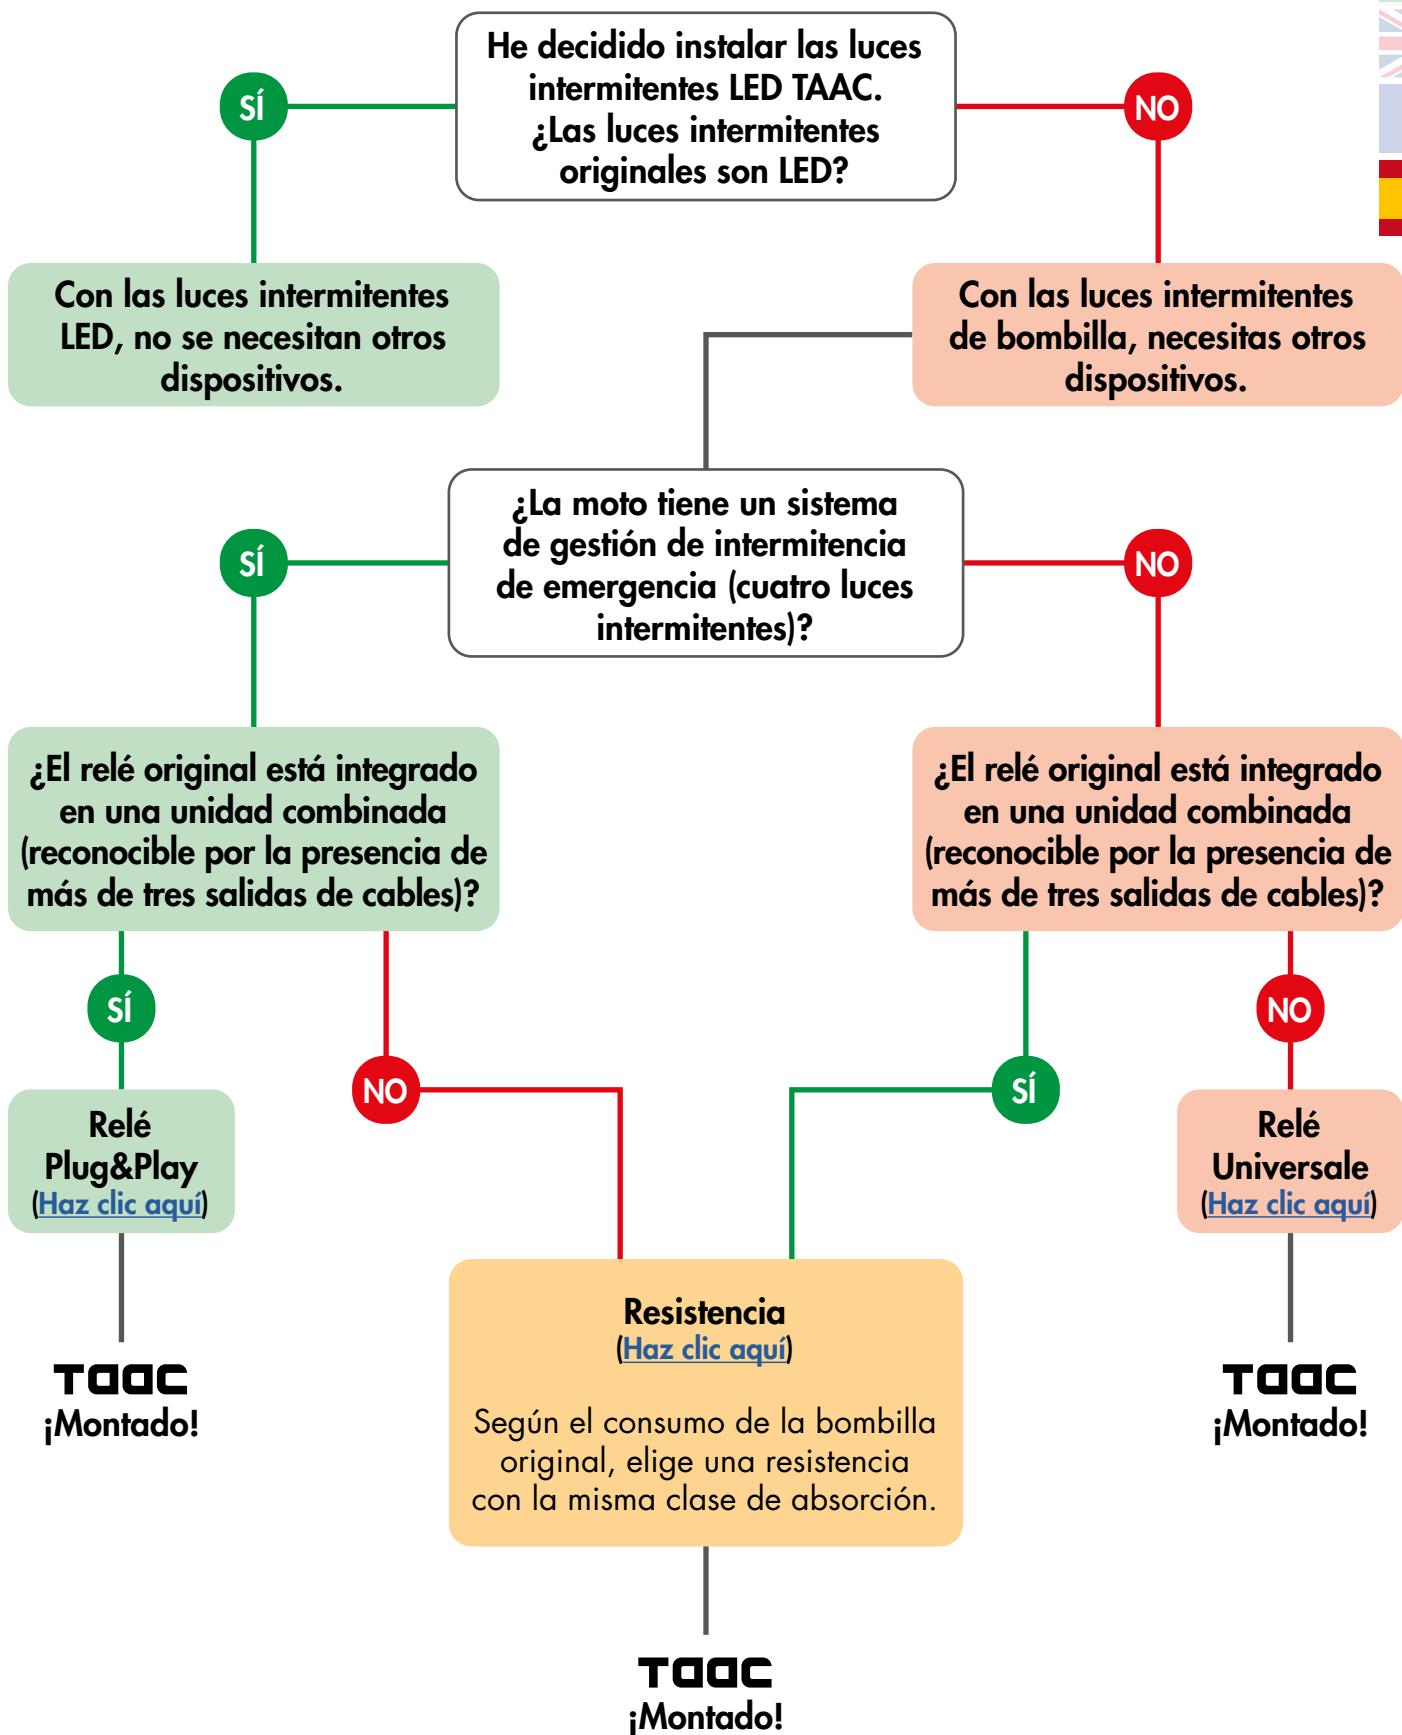 He decidido instalar las luces
intermitentes LED TAAC.
¿Las luces intermitentes
originales son LED?
SÍ
NO
Con las luces intermitentes
LED, no se necesitan otros
dispositivos.
Con las luces intermitentes
de bombilla, necesitas otros
dispositivos.
¿La moto tiene un sistema
de gestión de intermitencia
de emergencia (cuatro luces
intermitentes)?
SÍ
NO
¿El relé original está integrado
en una unidad combinada
(reconocible por la presencia de
más de tres salidas de cables)?
¿El relé original está integrado
en una unidad combinada
(reconocible por la presencia de
más de tres salidas de cables)?
SÍ
NO
NO
SÍ
Relé
Plug&Play
(Haz clic aquí)
Relé
Universale
(Haz clic aquí)
Resistencia
(Haz clic aquí)
Según el consumo de la bombilla
original, elige una resistencia
con la misma clase de absorción.
TAAC
¡Montado!
TAAC
¡Montado!
TAAC
¡Montado!